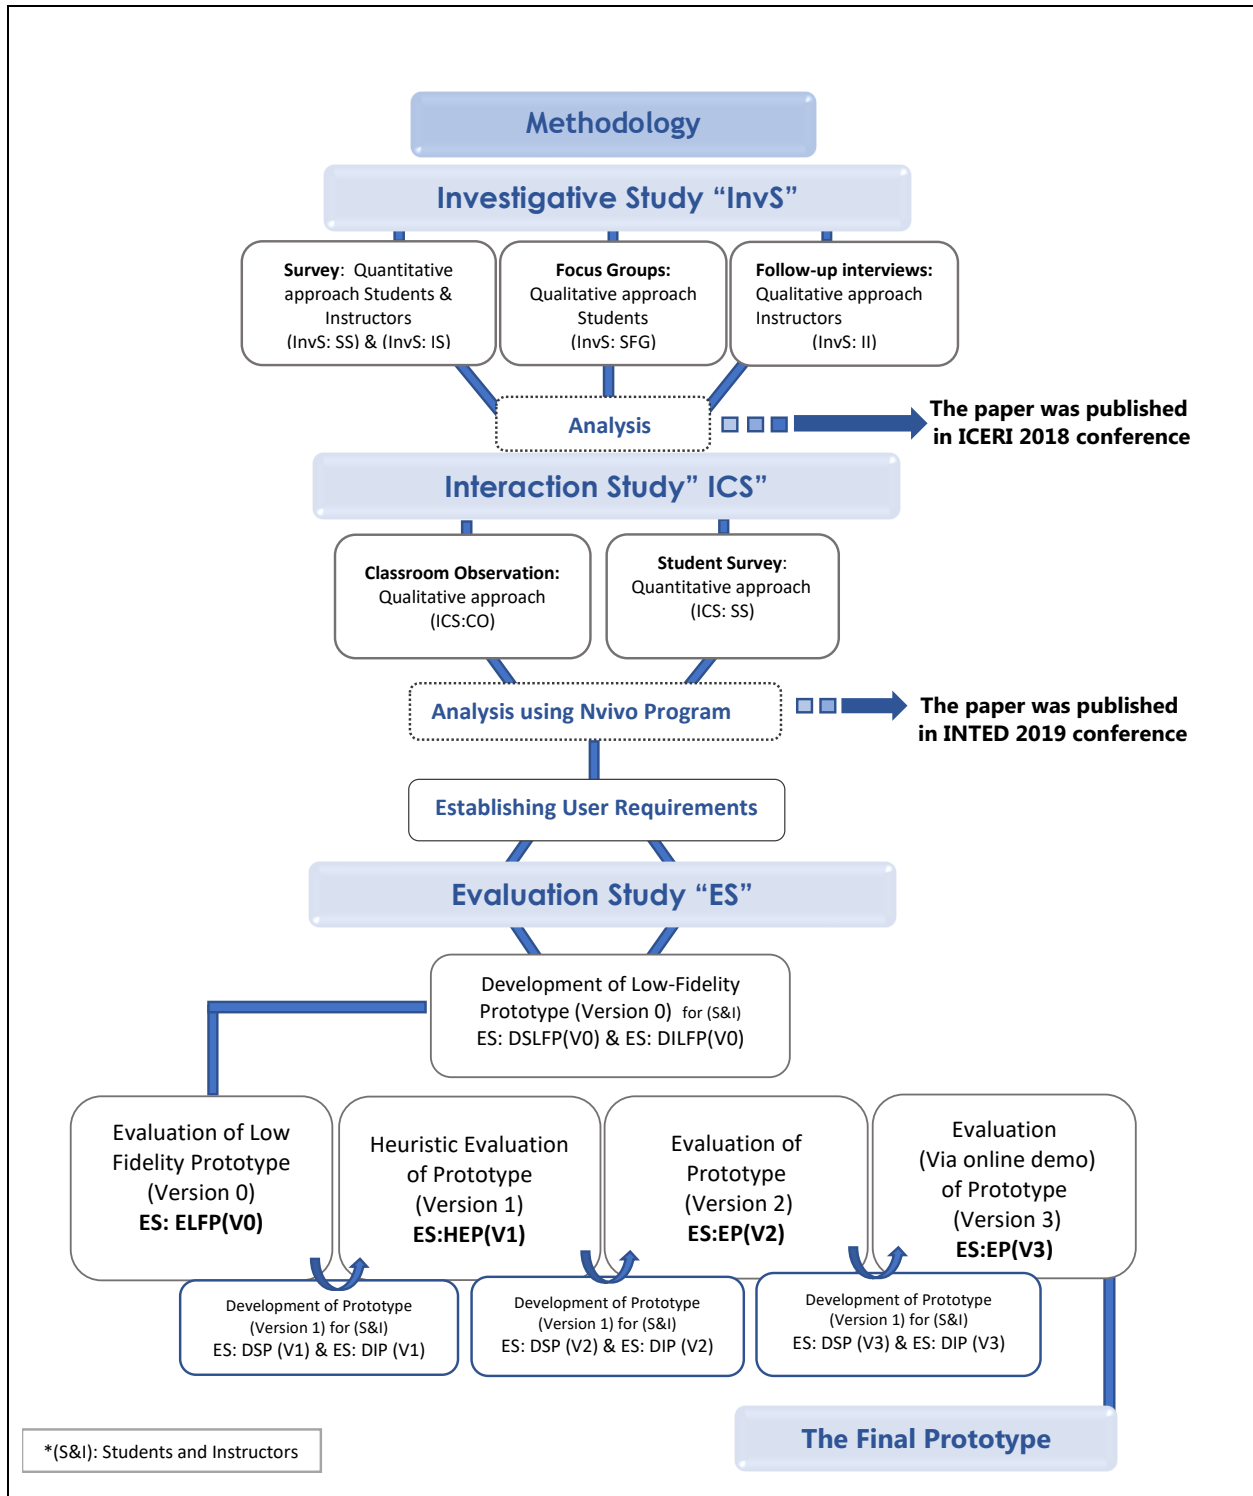 Methodology
Investigative Study “InvS”
Survey: Quantitative
approach Students &
Instructors
(InvS: SS) & (InvS: IS)
Focus Groups:
Qualitative approach
Students
(InvS: SFG)
Follow-up interviews:
Qualitative approach
Instructors
(InvS: II)
Analysis
The paper was published
in ICERI 2018 conference
Interaction Study” ICS”
Classroom Observation:
Qualitative approach
(ICS:CO)
Student Survey:
Quantitative approach
(ICS: SS)
Analysis using Nvivo Program
The paper was published
in INTED 2019 conference
Establishing User Requirements
Evaluation Study “ES”
Development of Low-Fidelity
Prototype (Version 0) for (S&I)
ES: DSLFP(V0) & ES: DILFP(V0)
Evaluation of Low
Fidelity Prototype
(Version 0)
ES: ELFP(V0)
Heuristic Evaluation
of Prototype
(Version 1)
ES:HEP(V1)
Evaluation of
Prototype
(Version 2)
ES:EP(V2)
Evaluation
(Via online demo)
of Prototype
(Version 3)
ES:EP(V3)
Development of Prototype
(Version 1) for (S&I)
ES: DSP (V1) & ES: DIP (V1)
Development of Prototype
(Version 1) for (S&I)
ES: DSP (V2) & ES: DIP (V2)
Development of Prototype
(Version 1) for (S&I)
ES: DSP (V3) & ES: DIP (V3)
The Final Prototype
*(S&I): Students and Instructors